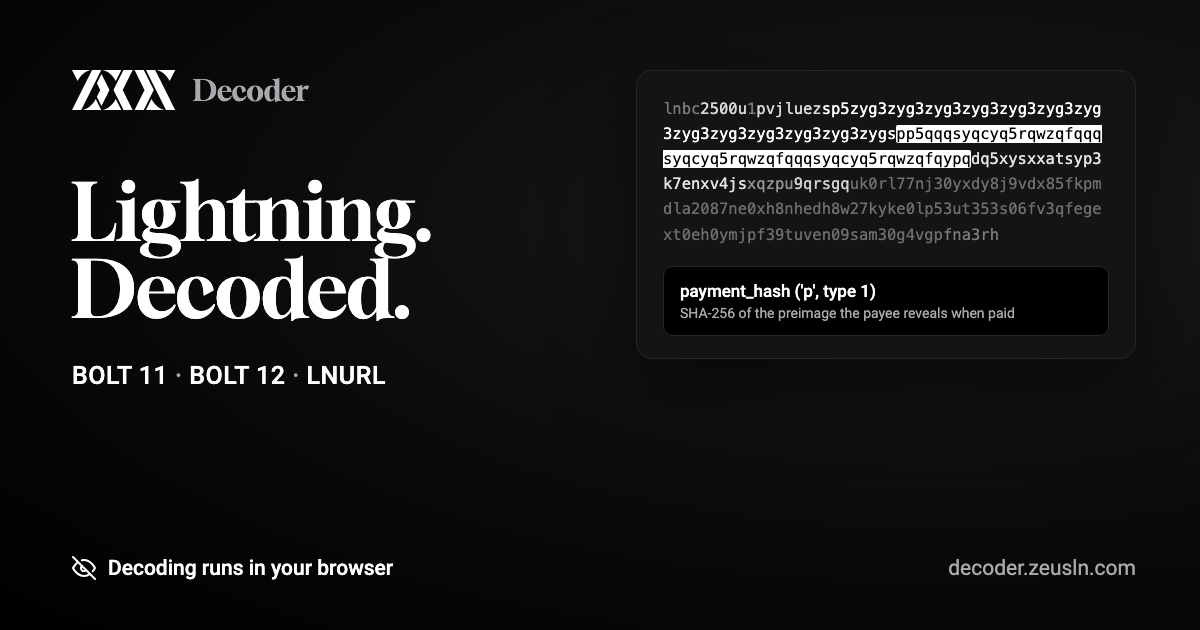 Decoder
Lightning.
Decoded.
BOLT 11 · BOLT 12 · LNURL
lnbc2500u1pvjluezsp5zyg3zyg3zyg3zyg3zyg3zyg3zyg
3zyg3zyg3zyg3zyg3zyg3zygspp5qqqsyqcyq5rqwzqfqqq
syqcyq5rqwzqfqqqsyqcyq5rqwzqfqypqdq5xysxxatsyp3
k7enxv4jsxqzpu9qrsgquk0rl77nj30yxdy8j9vdx85fkpm
dla2087ne0xh8nhedh8w27kyke0lp53ut353s06fv3qfege
xt0eh0ymjpf39tuven09sam30g4vgpfna3rh
payment_hash ('p', type 1)
SHA-256 of the preimage the payee reveals when paid
Decoding runs in your browser
decoder.zeusln.com